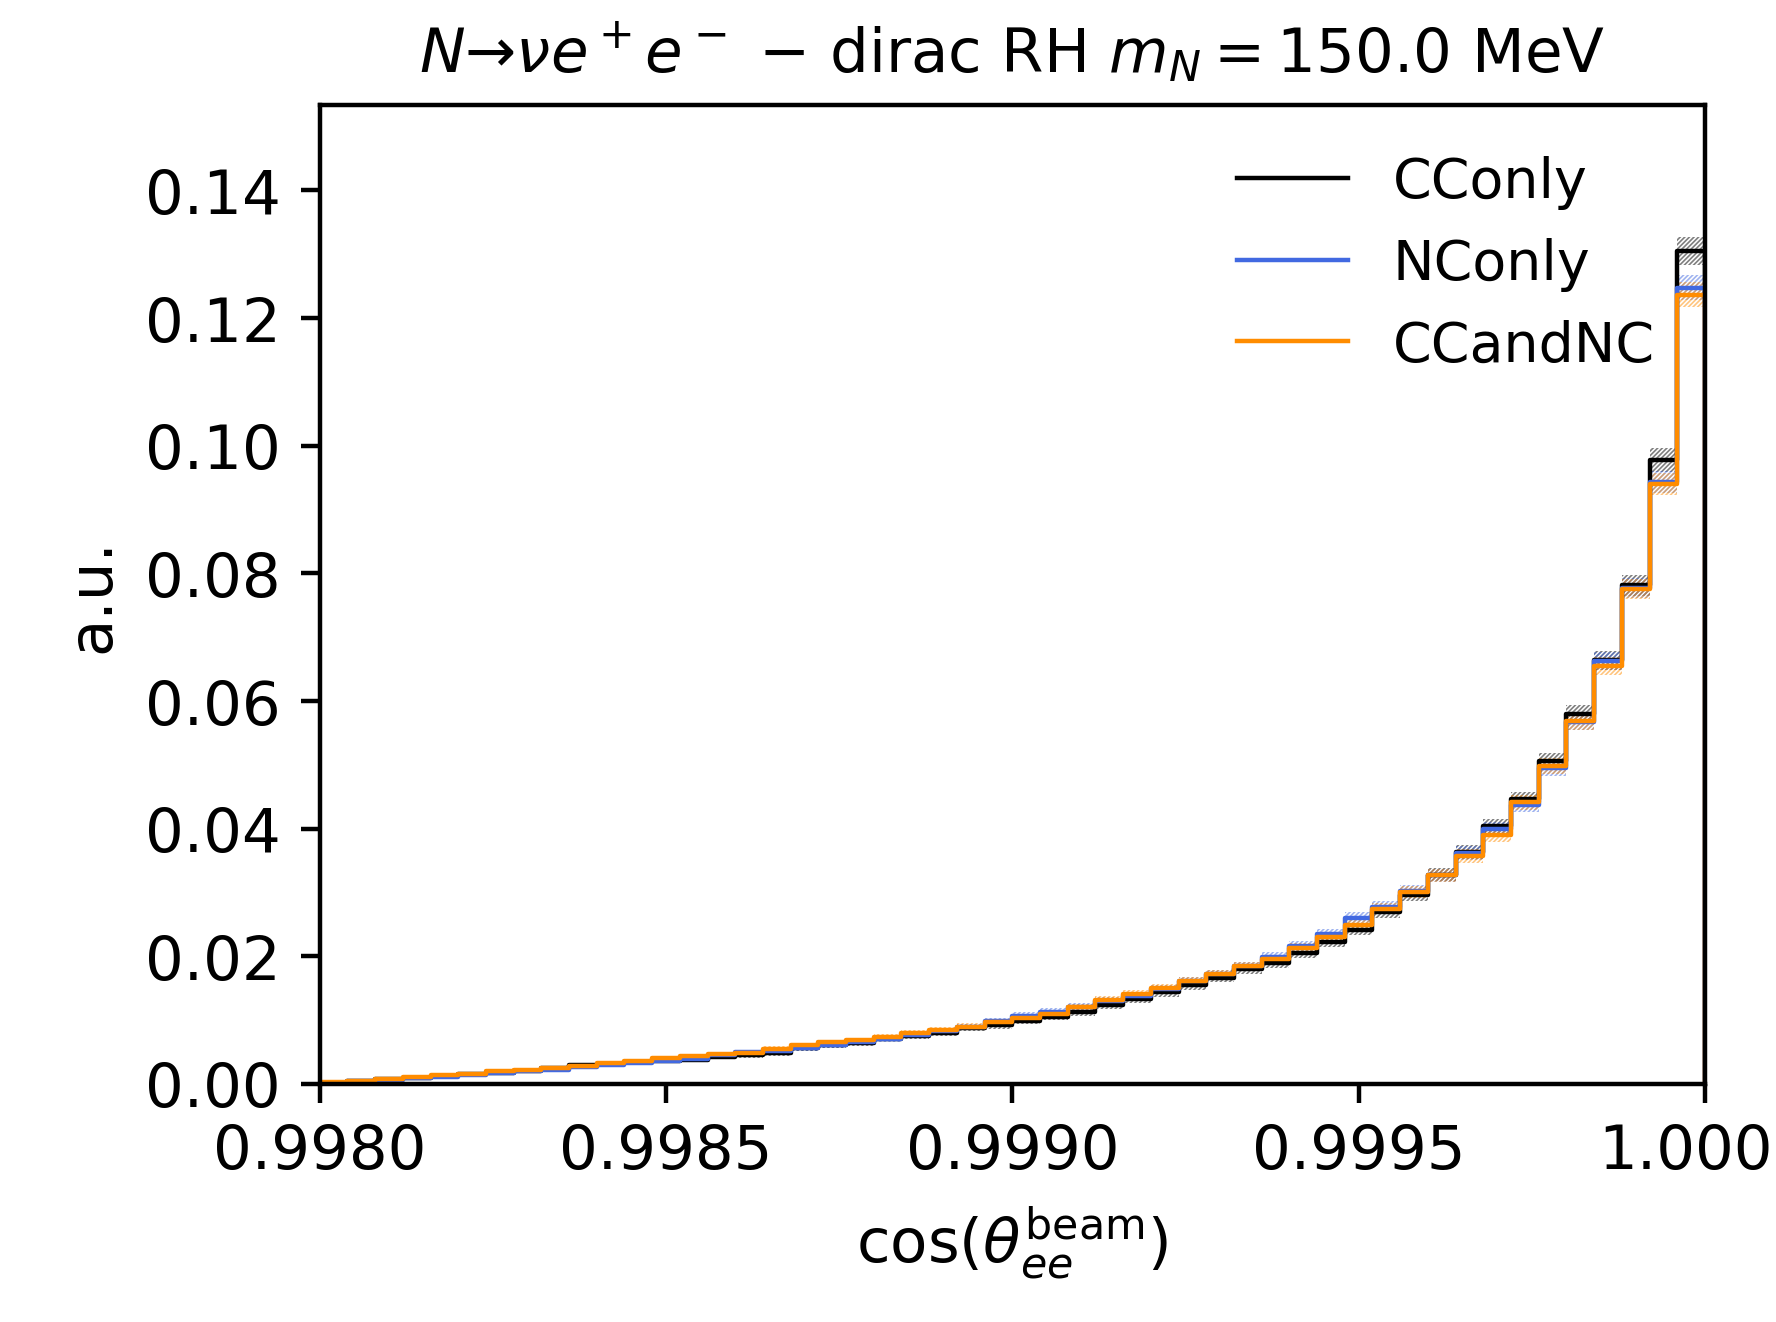 N→νe⁺e⁻ − dirac RH m_N = 150.0 MeV
CConly
NConly
CCandNC
0.14
0.12
0.10
0.08
0.06
0.04
0.02
0.00
a.u.
0.9980 0.9985 0.9990 0.9995 1.000
cos(θ_ee^beam)